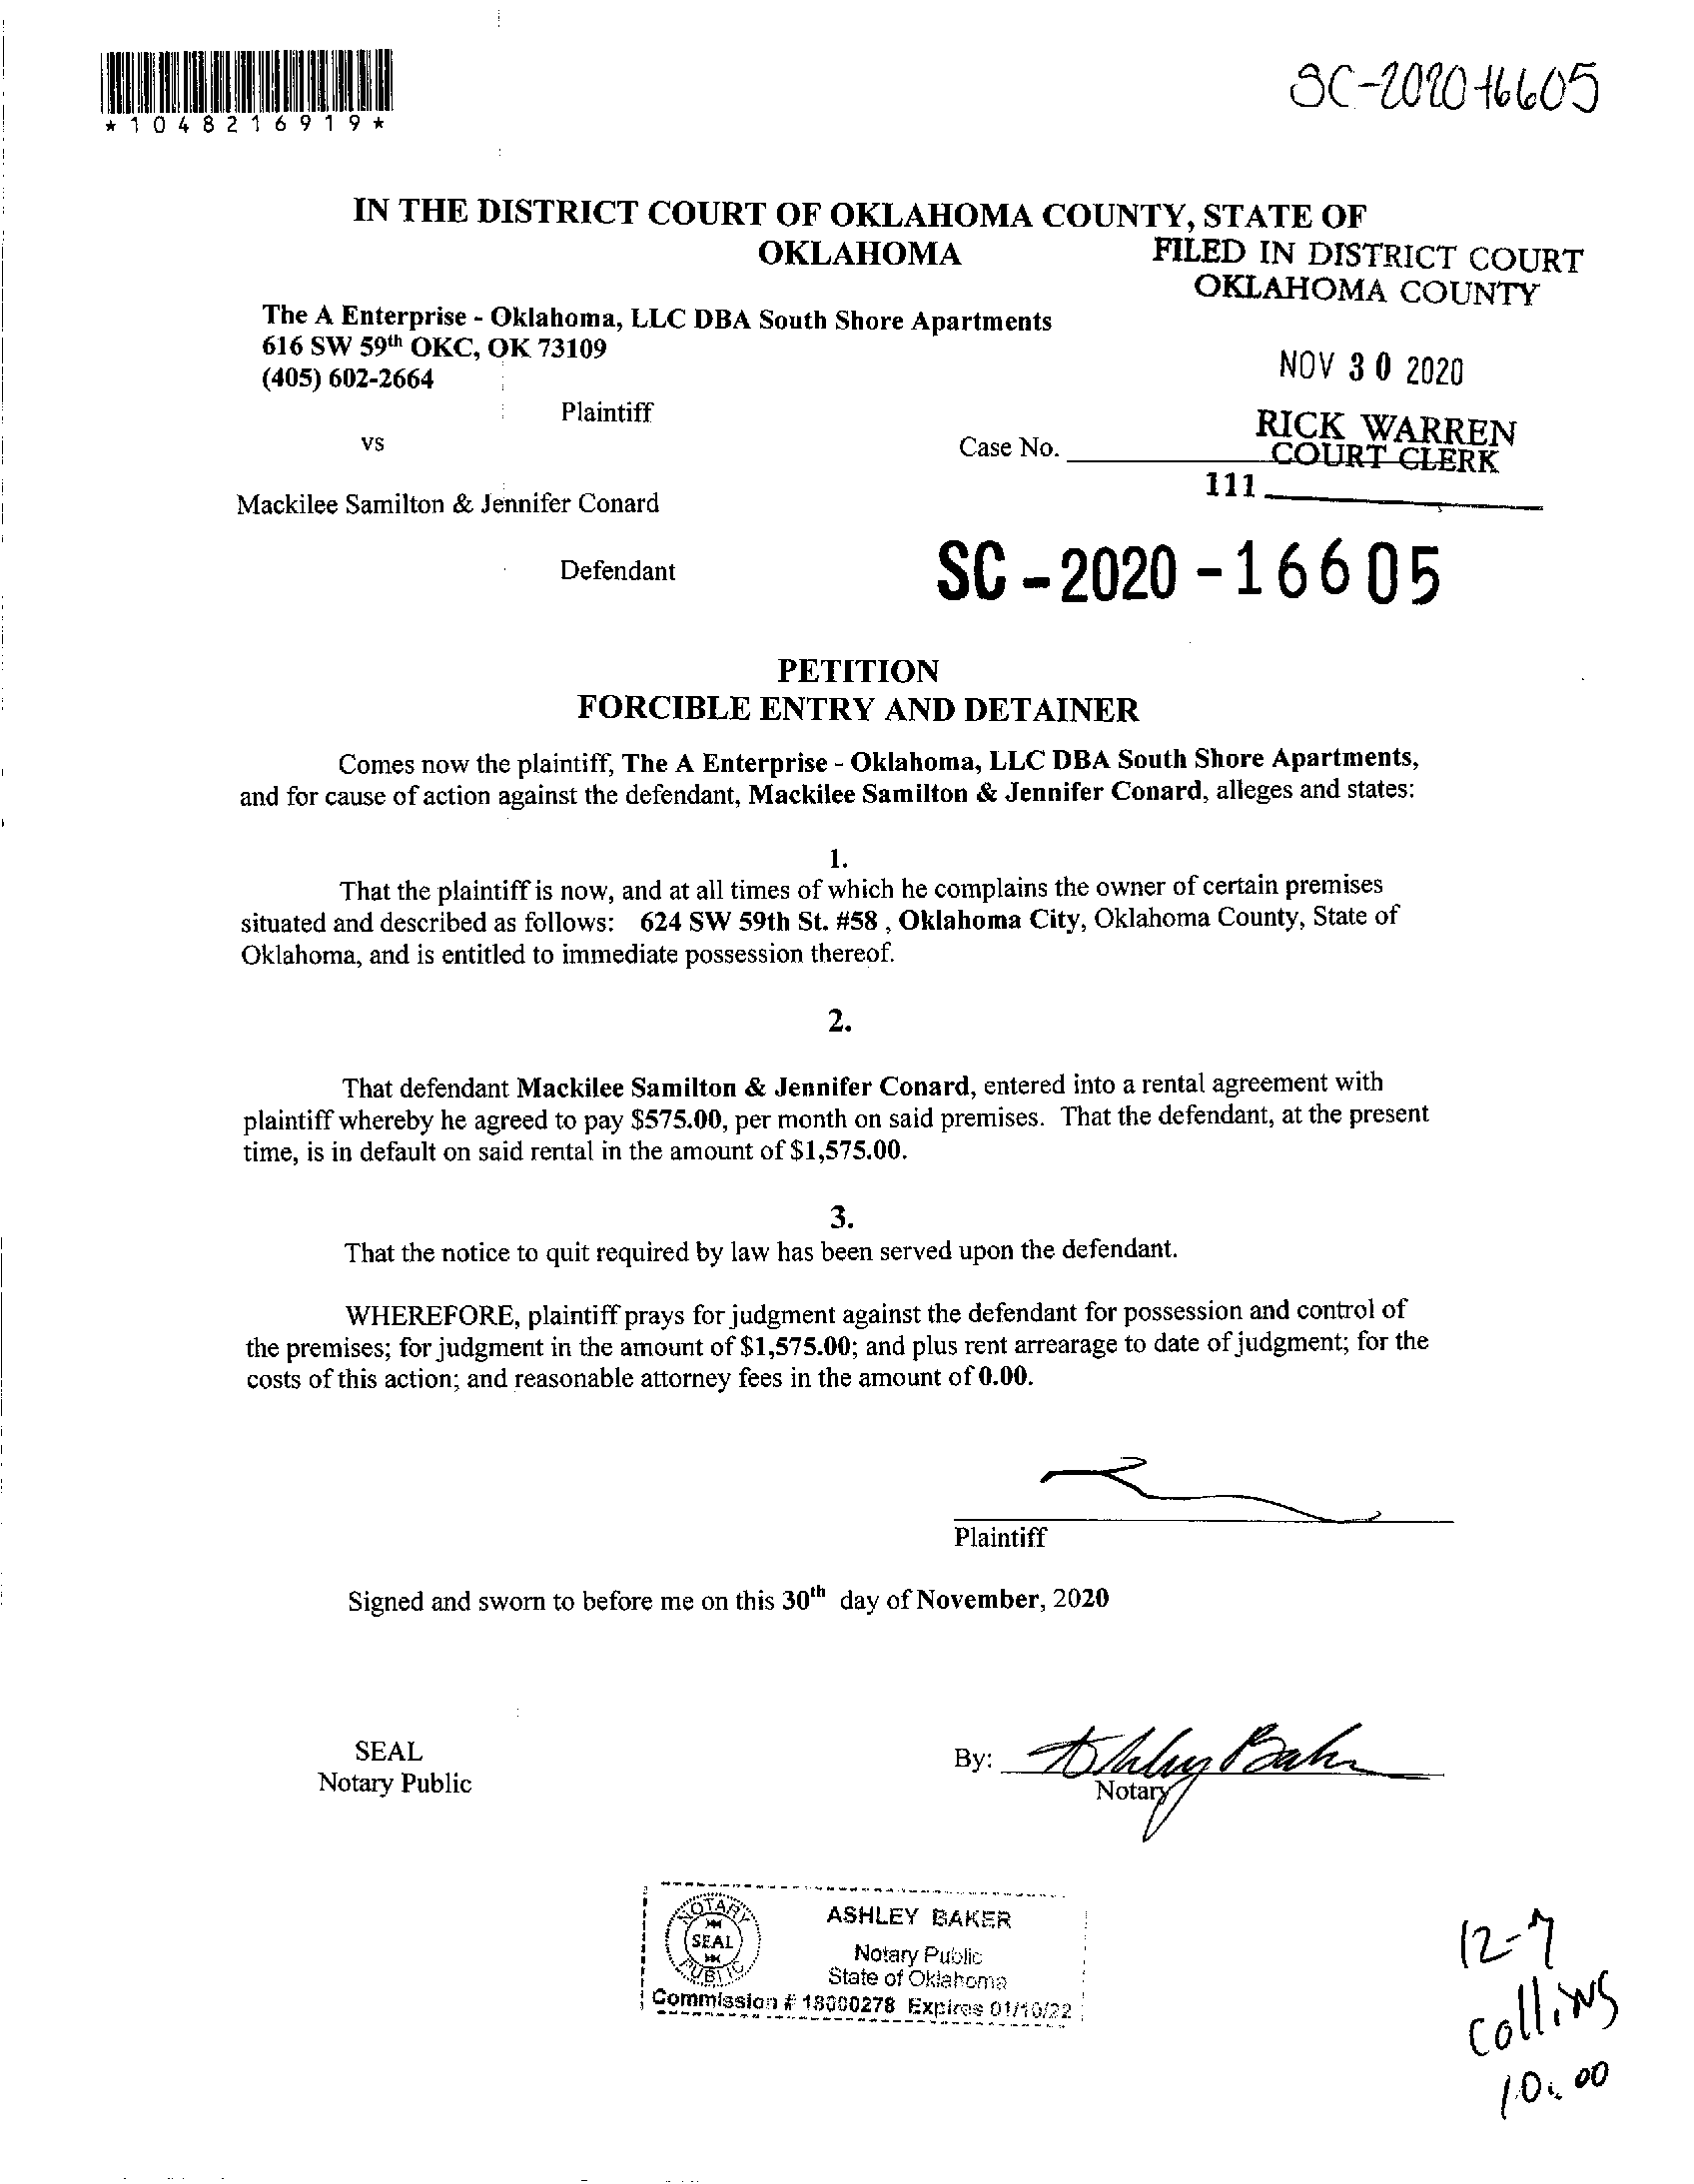 SC-2020-16605
*1048216919*
IN THE DISTRICT COURT OF OKLAHOMA COUNTY, STATE OF
OKLAHOMA
FILED IN DISTRICT COURT
OKLAHOMA COUNTY
The A Enterprise - Oklahoma, LLC DBA South Shore Apartments
616 SW 59th OKC, OK 73109
(405) 602-2664
NOV 30 2020
Plaintiff
RICK WARREN
COURT CLERK
vs
Case No.
111
Mackilee Samilton & Jennifer Conard
Defendant
SC-2020-16605
PETITION
FORCIBLE ENTRY AND DETAINER
Comes now the plaintiff, The A Enterprise - Oklahoma, LLC DBA South Shore Apartments,
and for cause of action against the defendant, Mackilee Samilton & Jennifer Conard, alleges and states:
1.
That the plaintiff is now, and at all times of which he complains the owner of certain premises
situated and described as follows: 624 SW 59th St. #58 , Oklahoma City, Oklahoma County, State of
Oklahoma, and is entitled to immediate possession thereof.
2.
That defendant Mackilee Samilton & Jennifer Conard, entered into a rental agreement with
plaintiff whereby he agreed to pay $575.00, per month on said premises. That the defendant, at the present
time, is in default on said rental in the amount of $1,575.00.
3.
That the notice to quit required by law has been served upon the defendant.
WHEREFORE, plaintiff prays for judgment against the defendant for possession and control of
the premises; for judgment in the amount of $1,575.00; and plus rent arrearage to date of judgment; for the
costs of this action; and reasonable attorney fees in the amount of 0.00.
Plaintiff
Signed and sworn to before me on this 30th day of November, 2020
SEAL
Notary Public
By: Ashley Baker
Notary
NOTARY
SEAL
PUBLIC
ASHLEY BAKER
Notary Public
State of Oklahoma
Commission # 18000278 Expires 01/10/22
12-7
Collins
10:00